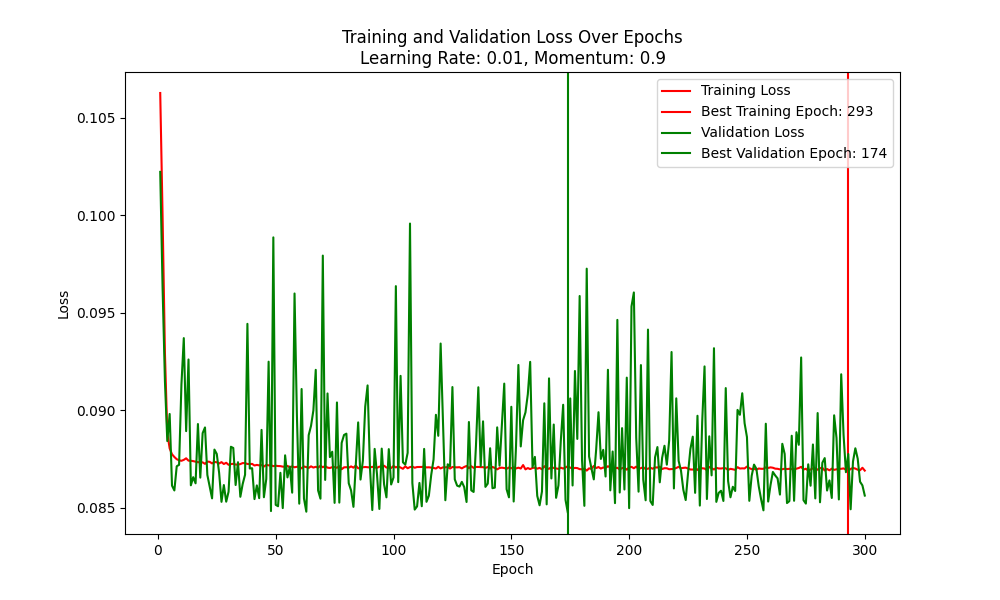 Training and Validation Loss Over Epochs
Learning Rate: 0.01, Momentum: 0.9
Training Loss
Best Training Epoch: 293
Validation Loss
Best Validation Epoch: 174
0.105
0.100
0.095
0.090
0.085
Loss
0 50 100 150 200 250 300
Epoch